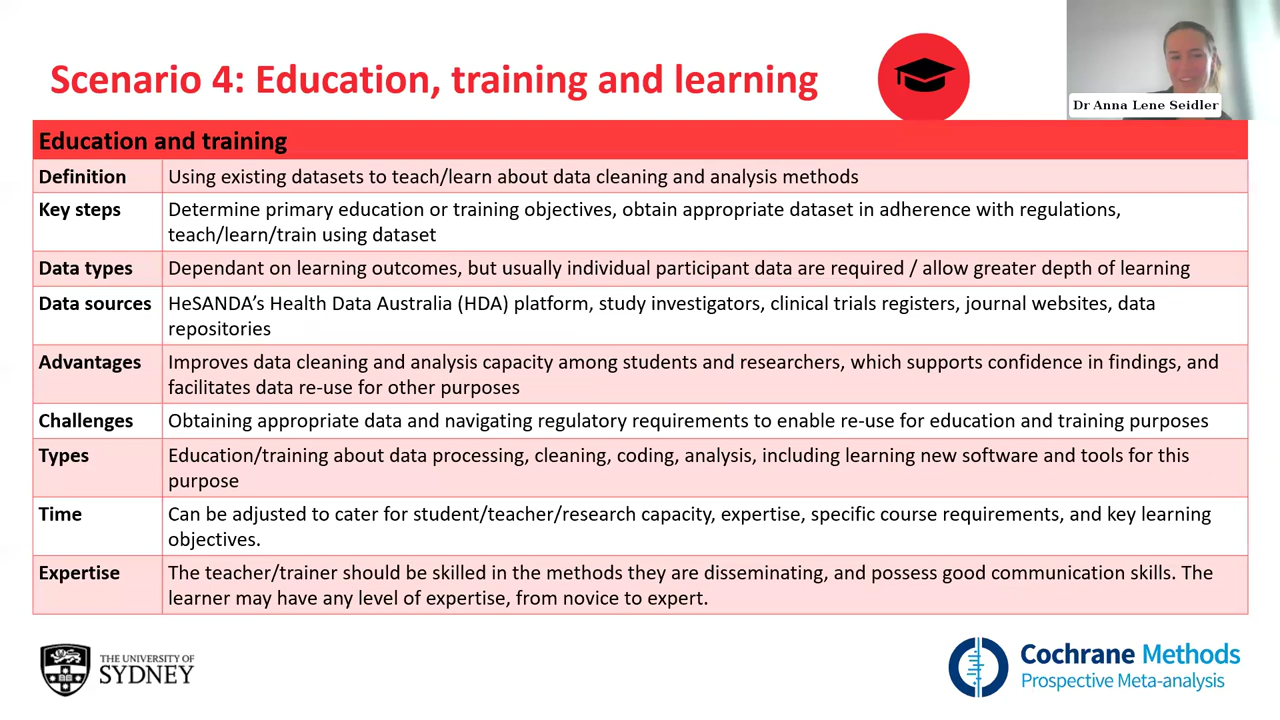 Scenario 4: Education, training and learning
Dr Anna Lene Seidler
Education and training
Definition
Using existing datasets to teach/learn about data cleaning and analysis methods
Key steps
Determine primary education or training objectives, obtain appropriate dataset in adherence with regulations,
teach/learn/train using dataset
Data types
Dependant on learning outcomes, but usually individual participant data are required / allow greater depth of learning
Data sources
HeSANDA's Health Data Australia (HDA) platform, study investigators, clinical trials registers, journal websites, data
repositories
Advantages
Improves data cleaning and analysis capacity among students and researchers, which supports confidence in findings, and
facilitates data re-use for other purposes
Challenges
Obtaining appropriate data and navigating regulatory requirements to enable re-use for education and training purposes
Types
Education/training about data processing, cleaning, coding, analysis, including learning new software and tools for this
purpose
Time
Can be adjusted to cater for student/teacher/research capacity, expertise, specific course requirements, and key learning
objectives.
Expertise
The teacher/trainer should be skilled in the methods they are disseminating, and possess good communication skills. The
learner may have any level of expertise, from novice to expert.
THE UNIVERSITY OF
SYDNEY
Cochrane Methods
Prospective Meta-analysis